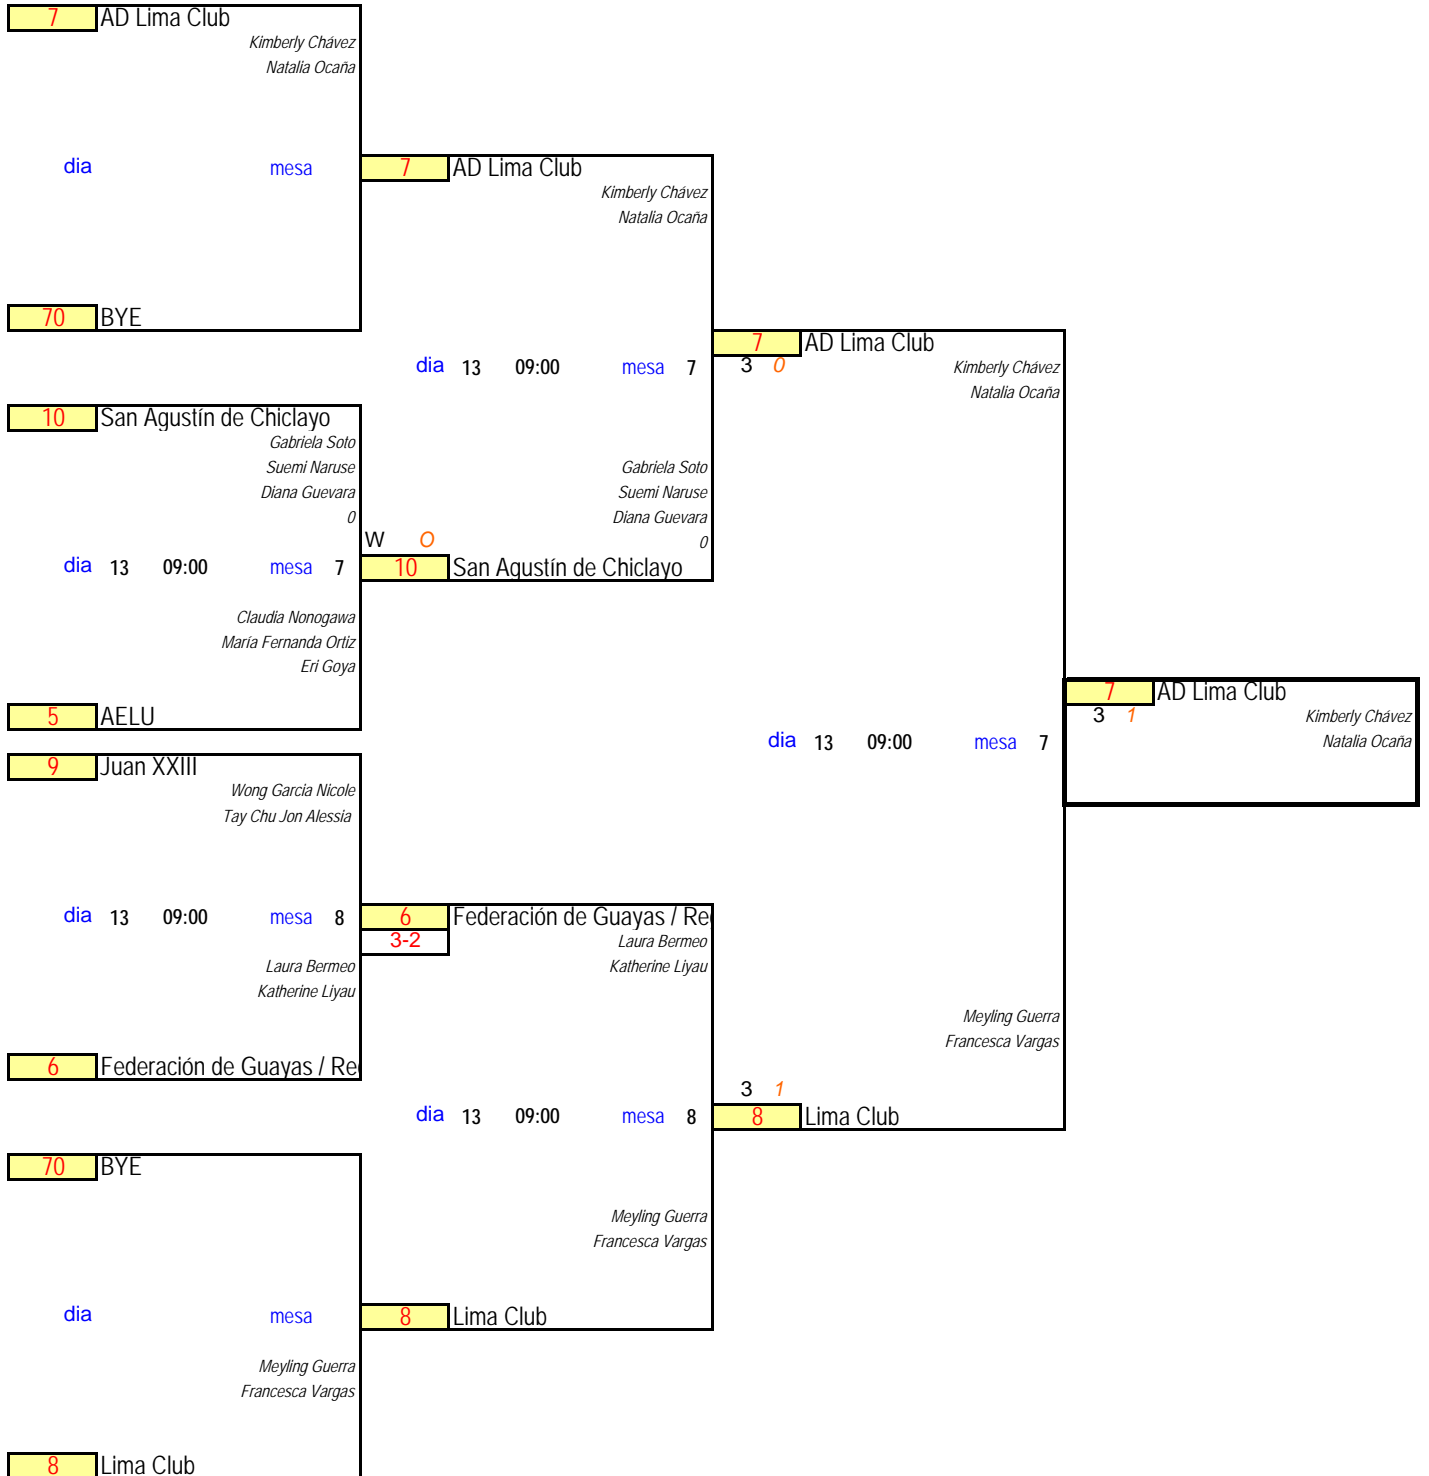 7 AD Lima Club
Kimberly Chávez
Natalia Ocaña
dia mesa 7 AD Lima Club
Kimberly Chávez
Natalia Ocaña
70 BYE
7 AD Lima Club
dia 13 09:00 mesa 7 3 0 Kimberly Chávez
Natalia Ocaña
10 San Agustín de Chiclayo
Gabriela Soto
Suemi Naruse Gabriela Soto
Diana Guevara Suemi Naruse
0 Diana Guevara
W O 0
dia 13 09:00 mesa 7 10 San Agustín de Chiclayo
Claudia Nonogawa
María Fernanda Ortiz
Eri Goya
7 AD Lima Club
5 AELU 3 1 Kimberly Chávez
dia 13 09:00 mesa 7 Natalia Ocaña
9 Juan XXIII
Wong Garcia Nicole
Tay Chu Jon Alessia
dia 13 09:00 mesa 8 6 Federación de Guayas / Re
3-2 Laura Bermeo
Laura Bermeo Katherine Liyau
Katherine Liyau
Meyling Guerra
Francesca Vargas
6 Federación de Guayas / Re
3 1
dia 13 09:00 mesa 8 8 Lima Club
70 BYE
Meyling Guerra
Francesca Vargas
dia mesa 8 Lima Club
Meyling Guerra
Francesca Vargas
8 Lima Club